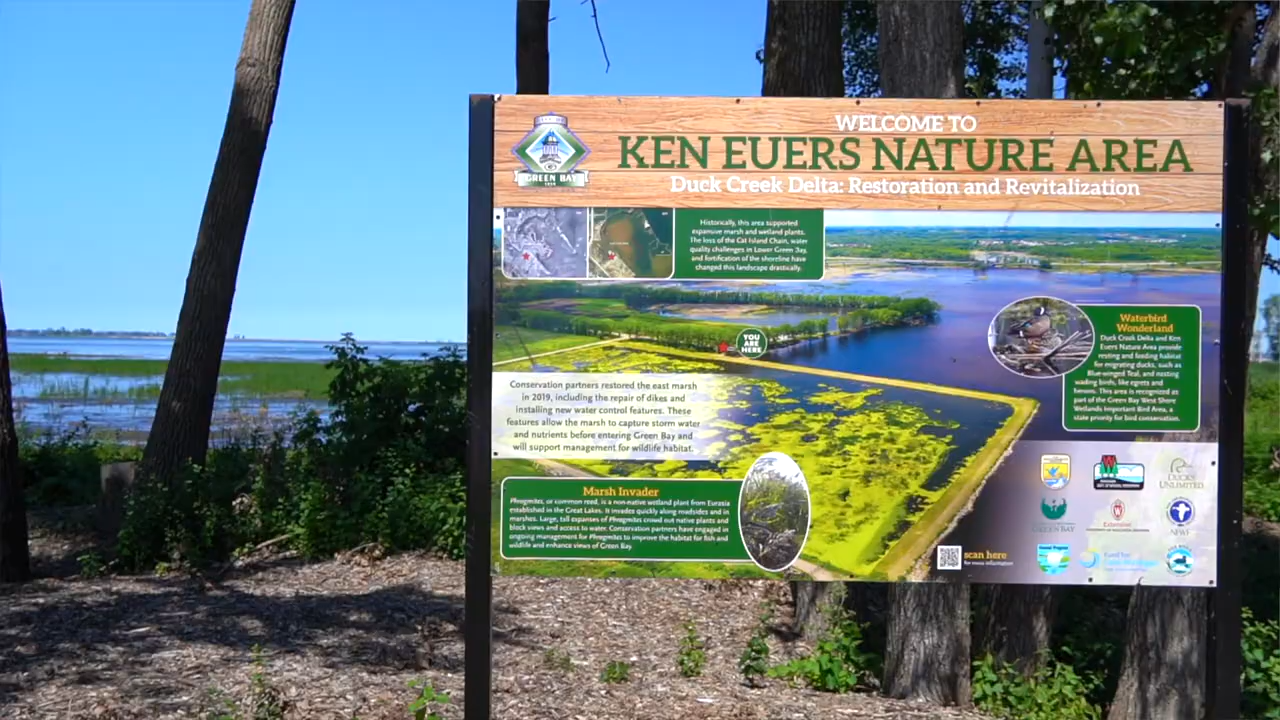 WELCOME TO
KEN EUERS NATURE AREA
Duck Creek Delta: Restoration and Revitalization
GREEN BAY
Historically, this area supported
expansive marsh and wetland plants.
The loss of the Cat Island Chain, water
quality challenges in Lower Green Bay,
and fortification of the shoreline have
changed this landscape drastically.
YOU
ARE
HERE
Waterbird
Wonderland
Duck Creek Delta and Ken
Euers Nature Area provide
resting and feeding habitat
for migrating ducks, such as
Blue-winged Teal, and nesting
wading birds, like egrets and
herons. This area is recognized as
part of the Green Bay West Shore
Wetlands Important Bird Area, a
state priority for bird conservation.
Conservation partners restored the east marsh
in 2019, including the repair of dikes and
installing new water control features. These
features allow the marsh to capture storm water
and nutrients before entering Green Bay and
will support management for wildlife habitat.
Marsh Invader
Phragmites, or common reed, is a non-native wetland plant from Eurasia
established in the Great Lakes. It invades quickly along roadsides and in
marshes. Large, tall expanses of Phragmites crowd out native plants and
block views and access to water. Conservation partners have engaged in
ongoing management for Phragmites to improve the habitat for fish and
wildlife and enhance views of Green Bay.
DUCKS
UNLIMITED
GREEN BAY
Extension
NEW
scan here
for more information